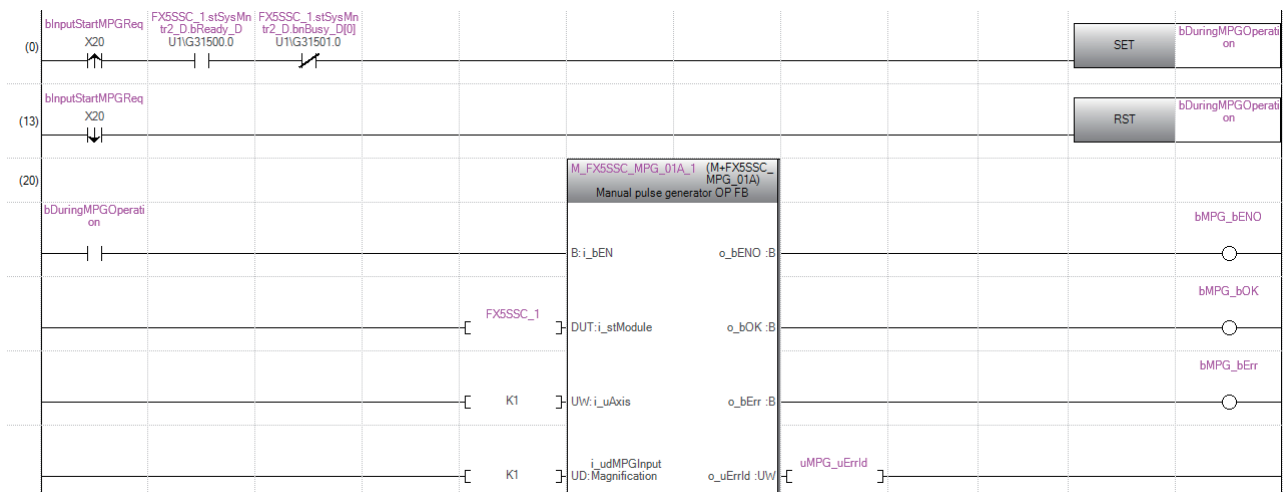 bInputStartMPGReq
FX5SSC_1.stSysMn
tr2_D.bReady_D
FX5SSC_1.stSysMn
tr2_D.bnBusy_D[0]
(0)
X20
U1\G31500.0
U1\G31501.0
SET
bDuringMPGOperati
on
bInputStartMPGReq
(13)
X20
RST
bDuringMPGOperati
on
(20)
M_FX5SSC_MPG_01A_1
(M+FX5SSC_
MPG_01A)
Manual pulse generator OP FB
bDuringMPGOperati
on
B:i_bEN
o_bENO :B
bMPG_bENO
FX5SSC_1
DUT:i_stModule
o_bOK :B
bMPG_bOK
K1
UW:i_uAxis
o_bErr :B
bMPG_bErr
K1
i_udMPGInput
UD:Magnification
o_uErrId :UW
uMPG_uErrId